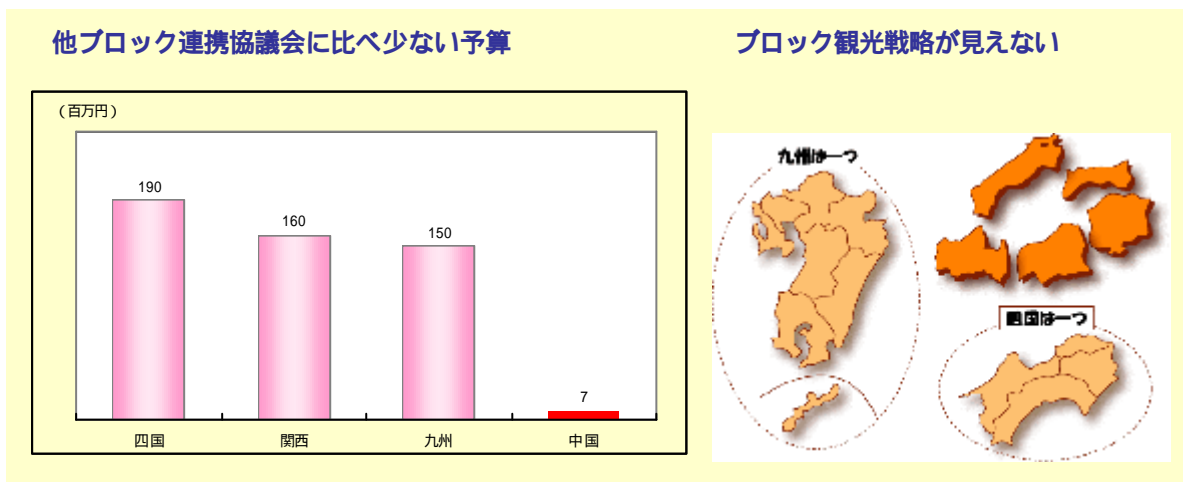 他ブロック連携協議会に比べ少ない予算
ブロック観光戦略が見えない
（百万円）
190
160
150
7
四国
関西
九州
中国
九州は一つ
四国は一つ